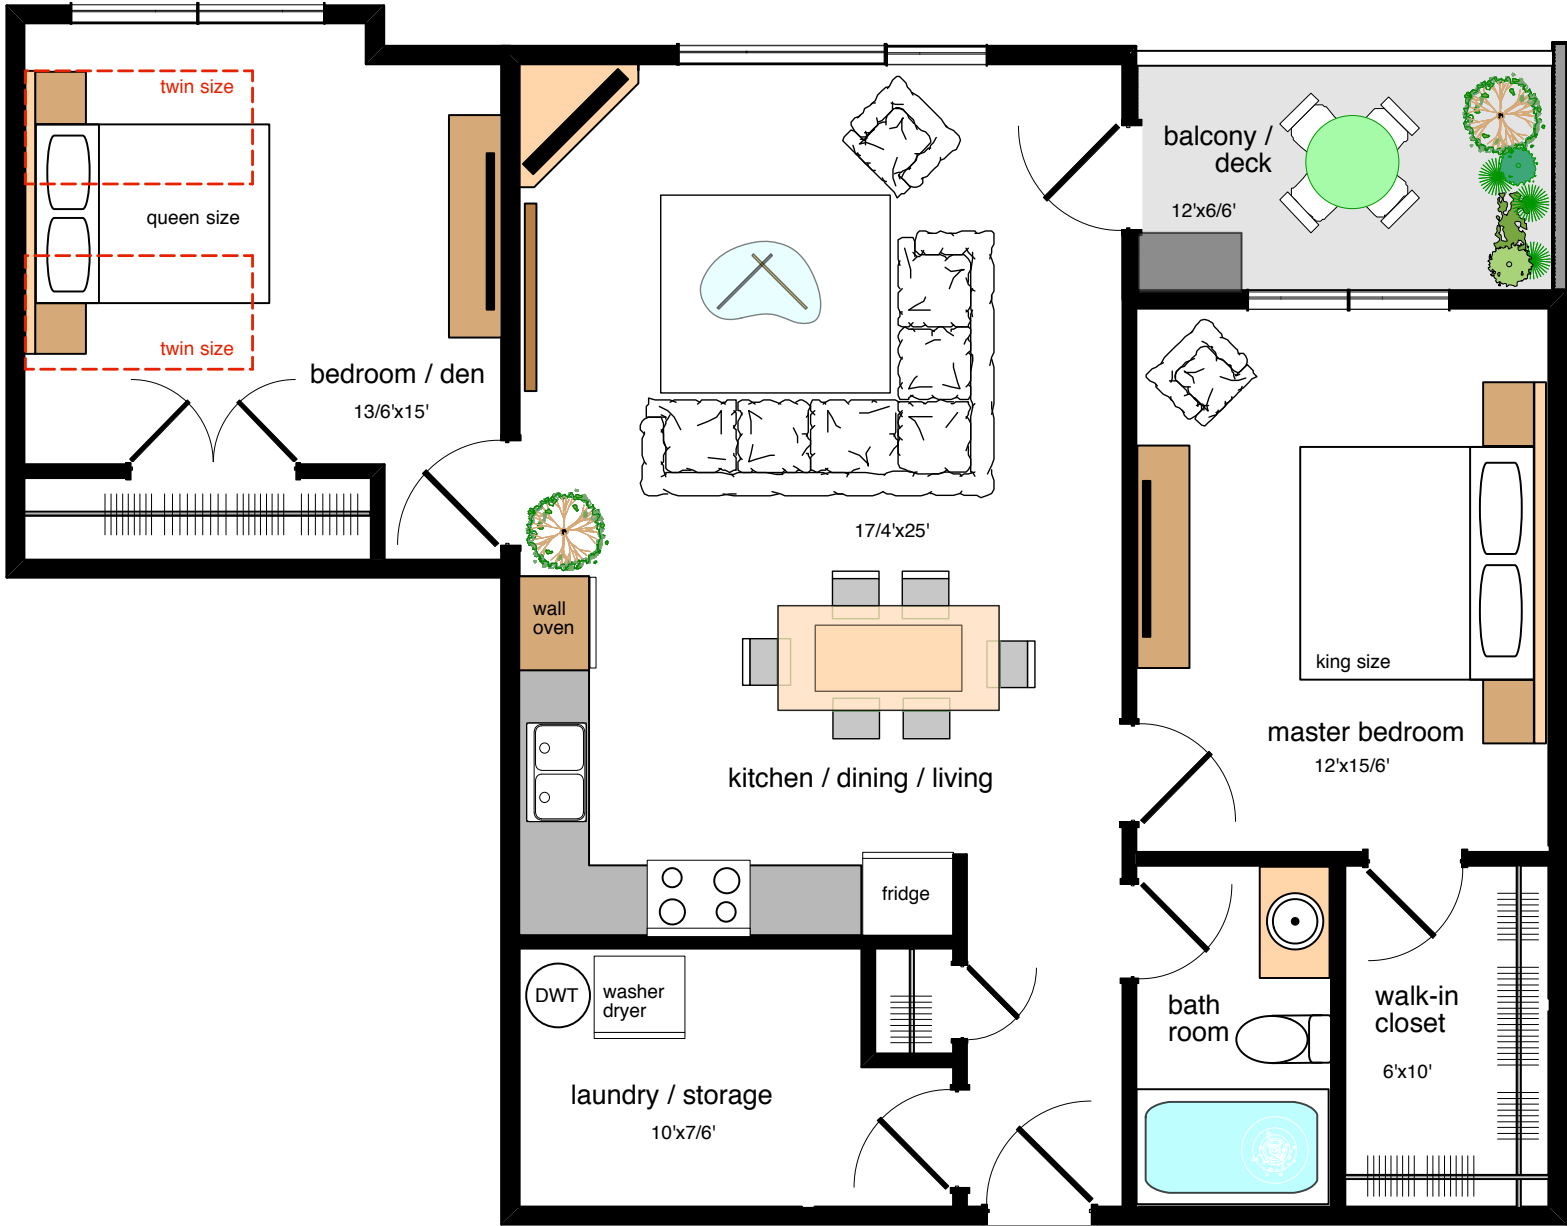 twin size
queen size
twin size
bedroom / den
13/6'x15'
balcony /
deck
12'x6/6'
17/4'x25'
wall
oven
king size
master bedroom
12'x15/6'
kitchen / dining / living
fridge
DWT
washer
dryer
bath
room
walk-in
closet
6'x10'
laundry / storage
10'x7/6'